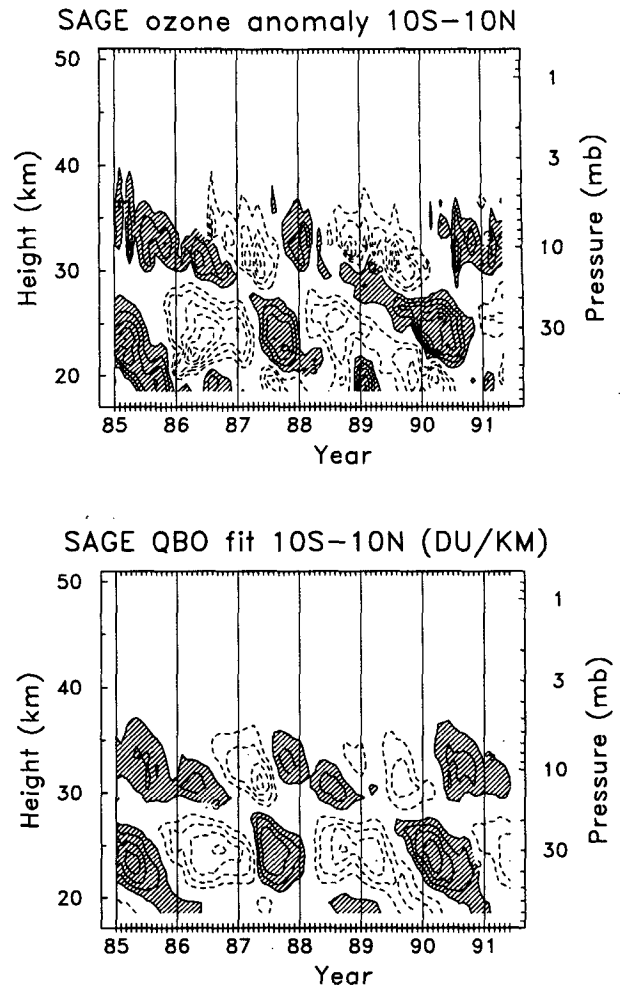 SAGE ozone anomaly 10S-10N
50
40
30
20
Height (km)
1
3
10
30
Pressure (mb)
85 86 87 88 89 90 91
Year
SAGE QBO fit 10S-10N (DU/KM)
50
40
30
20
Height (km)
1
3
10
30
Pressure (mb)
85 86 87 88 89 90 91
Year